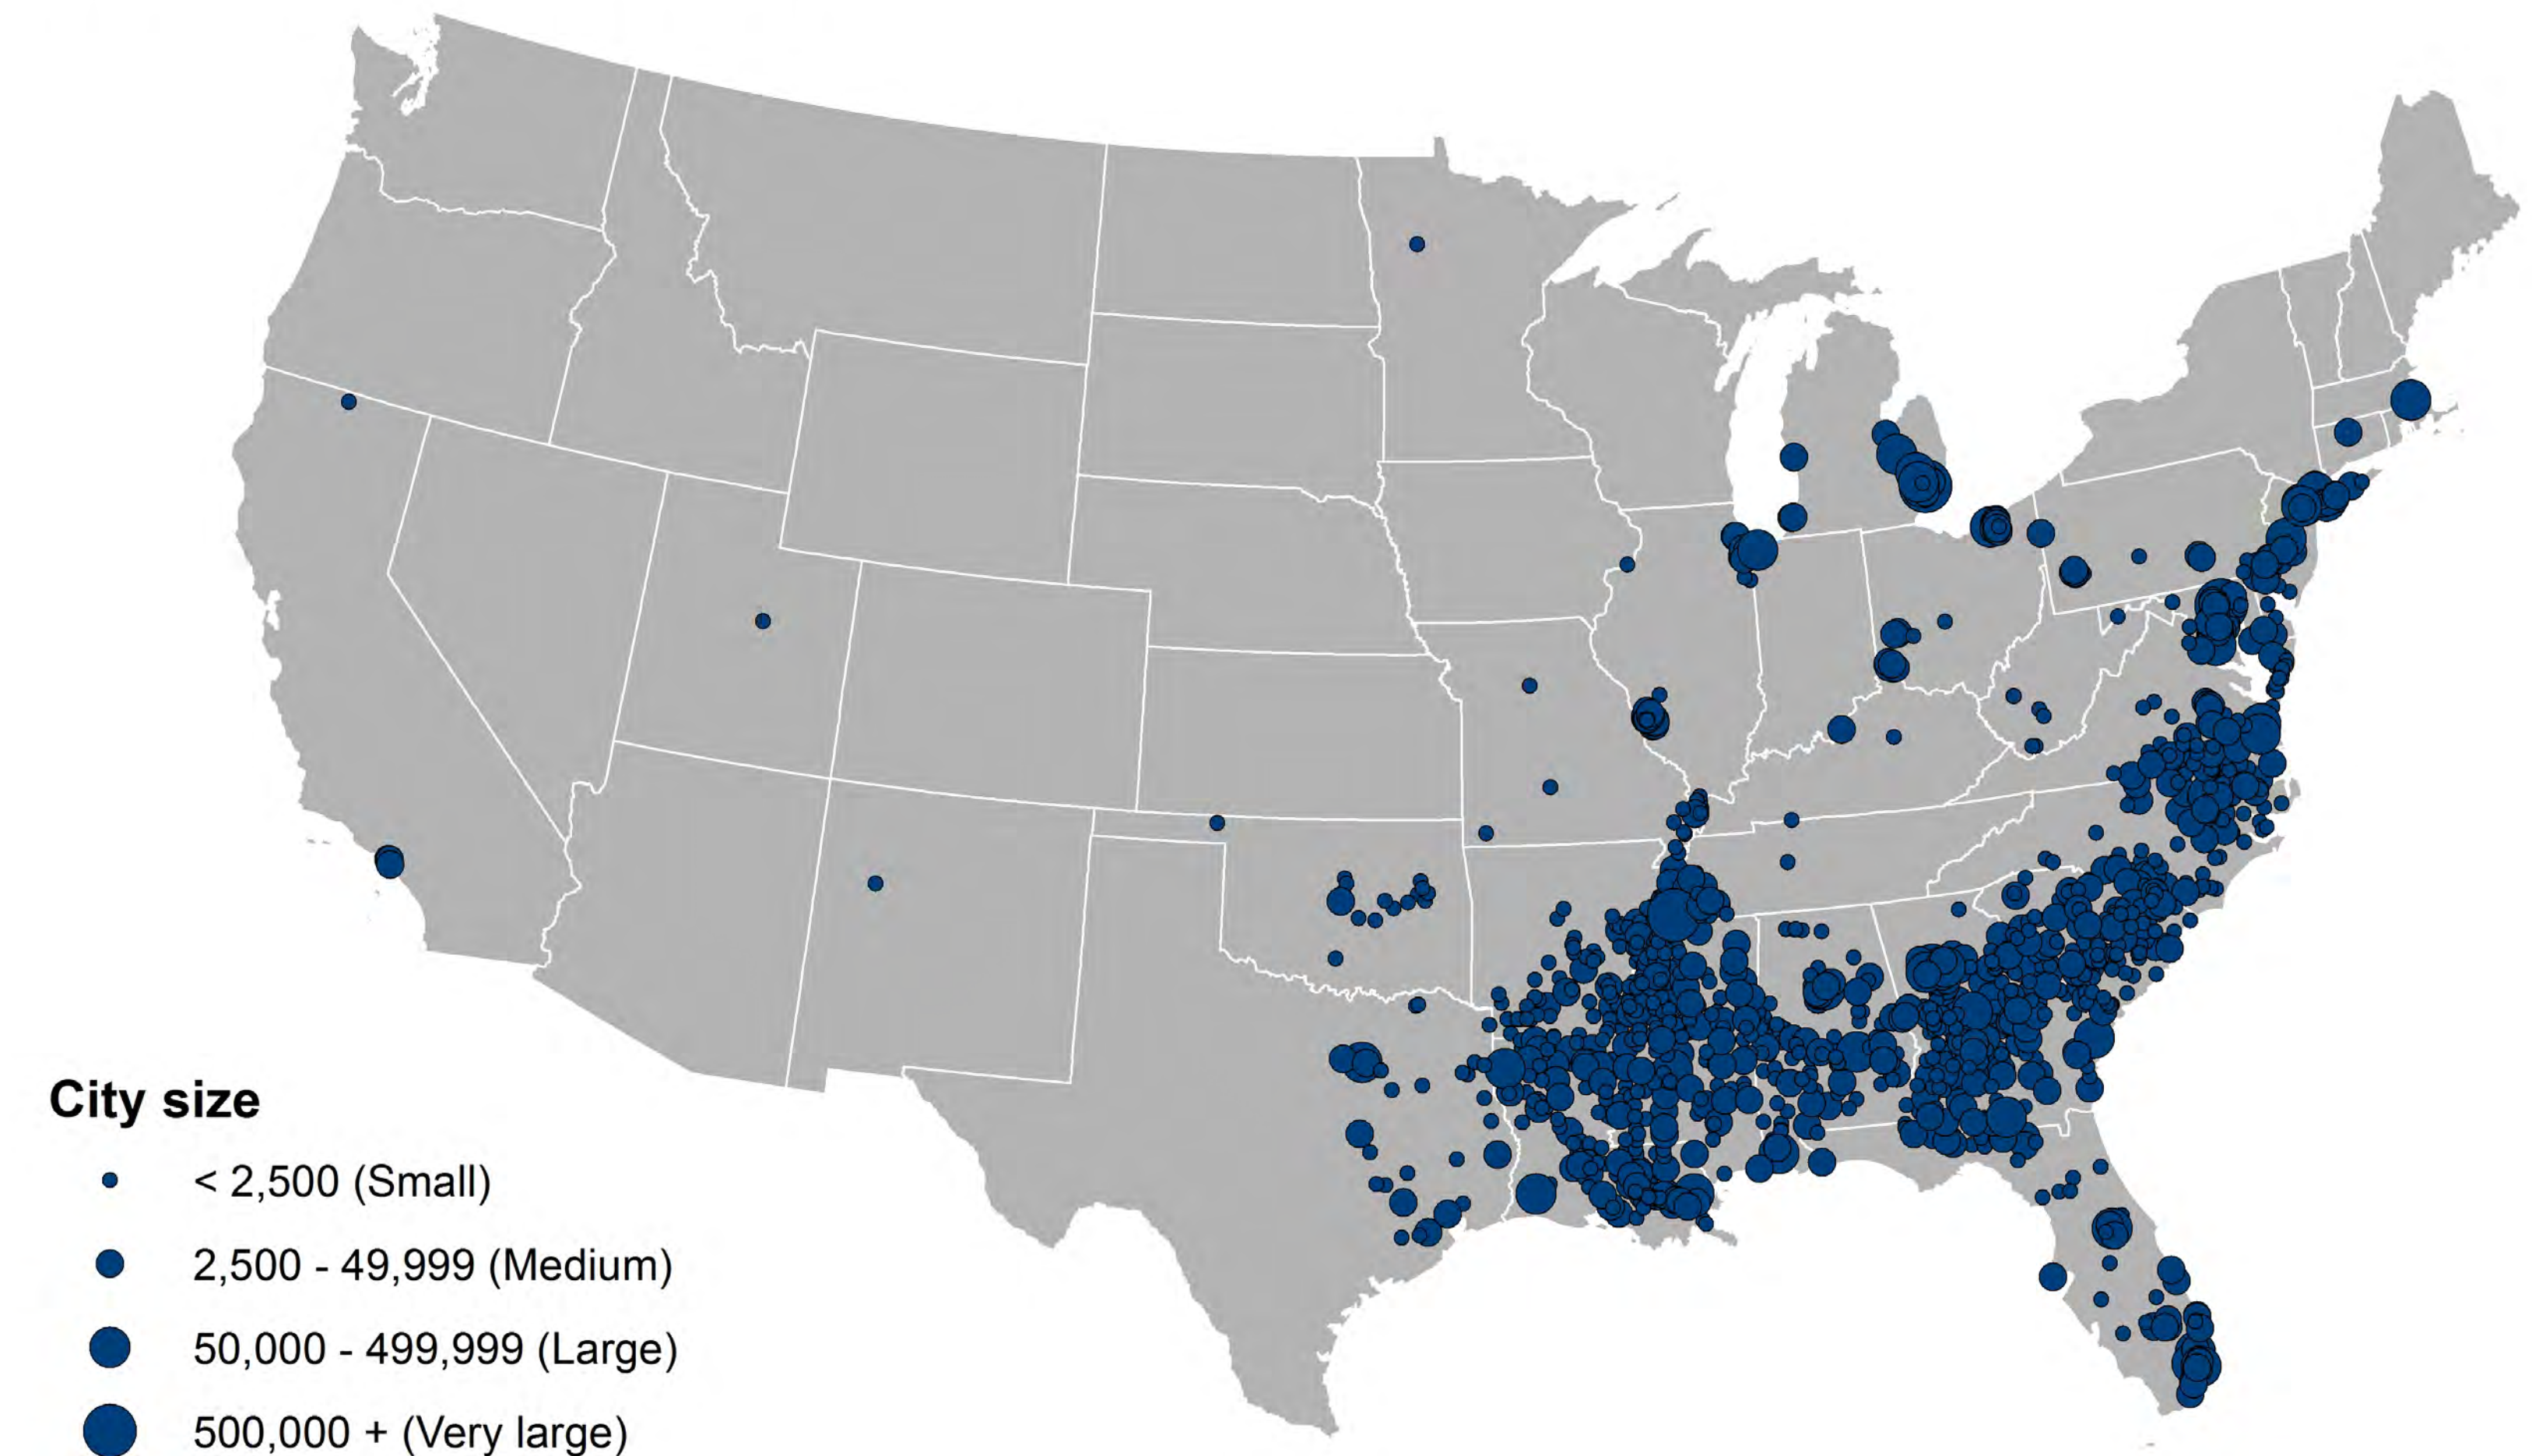 City size
< 2,500 (Small)
2,500 - 49,999 (Medium)
50,000 - 499,999 (Large)
500,000 + (Very large)